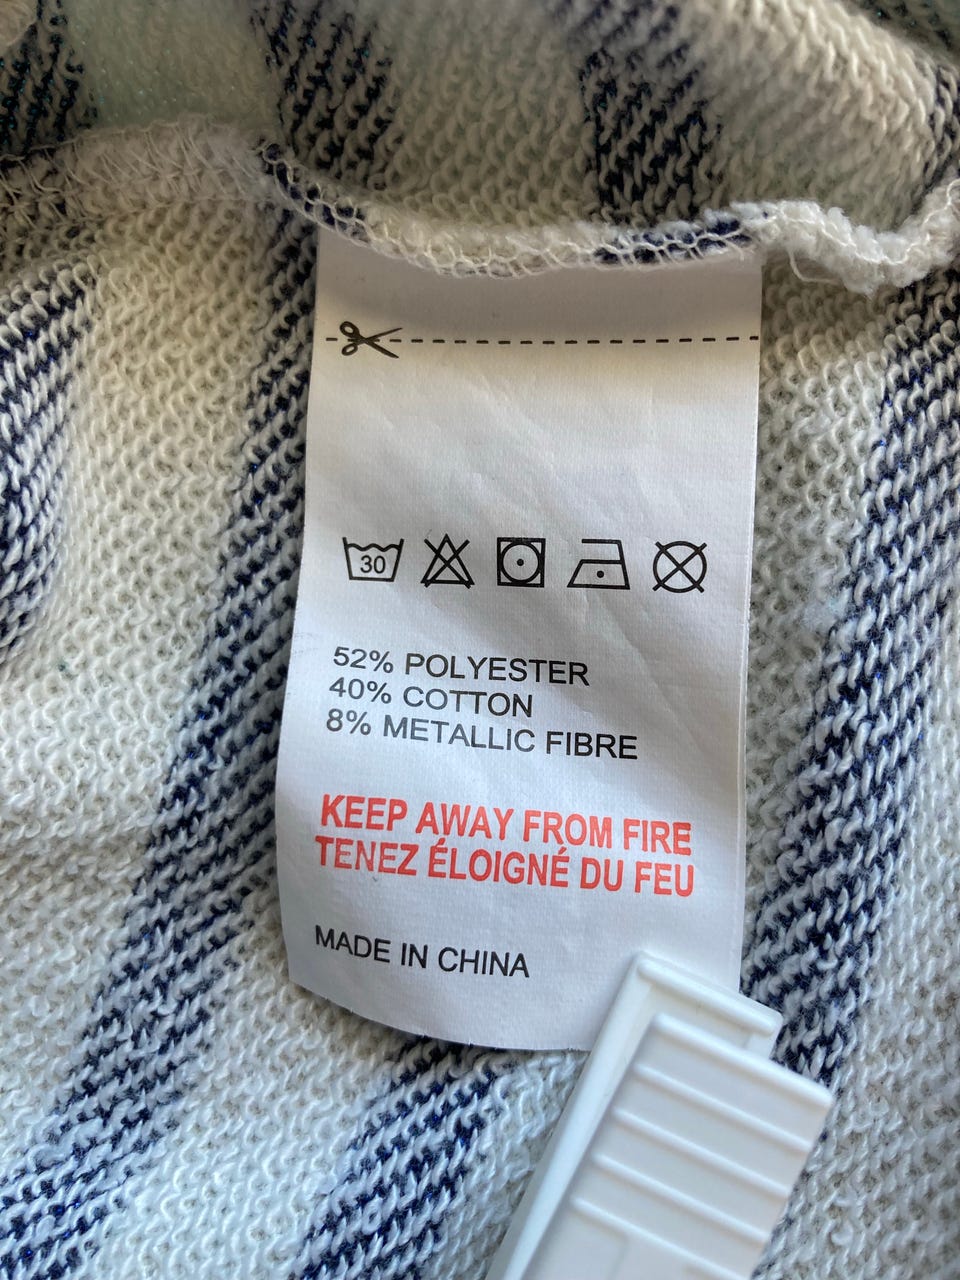 30
52% POLYESTER
40% COTTON
8% METALLIC FIBRE
KEEP AWAY FROM FIRE
TENEZ ÉLOIGNÉ DU FEU
MADE IN CHINA